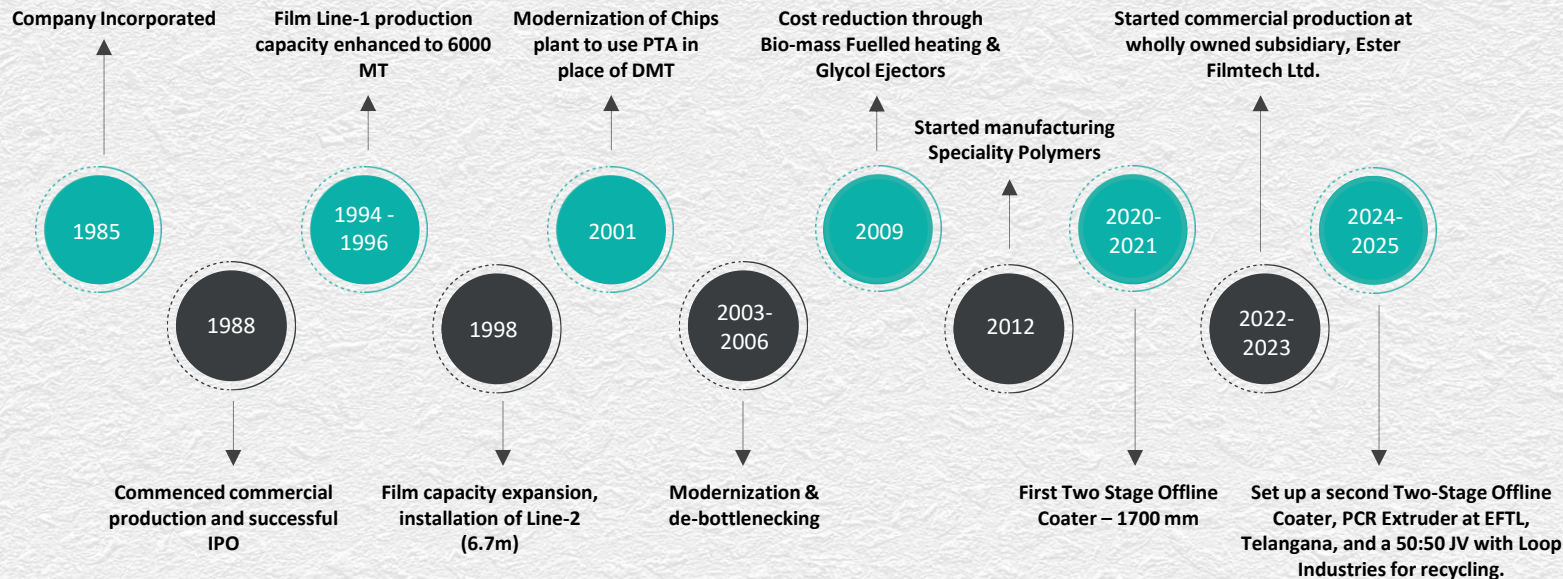 Company Incorporated
Film Line-1 production
capacity enhanced to 6000
MT
Modernization of Chips
plant to use PTA in
place of DMT
Cost reduction through
Bio-mass Fuelled heating &
Glycol Ejectors
Started commercial production at
wholly owned subsidiary, Ester
Filmtech Ltd.
Started manufacturing
Speciality Polymers
1985
1994 -
1996
2001
2009
2020-
2021
2024-
2025
1988
1998
2003-
2006
2012
2022-
2023
Commenced commercial
production and successful
IPO
Film capacity expansion,
installation of Line-2
(6.7m)
Modernization &
de-bottlenecking
First Two Stage Offline
Coater – 1700 mm
Set up a second Two-Stage Offline
Coater, PCR Extruder at EFTL,
Telangana, and a 50:50 JV with Loop
Industries for recycling.